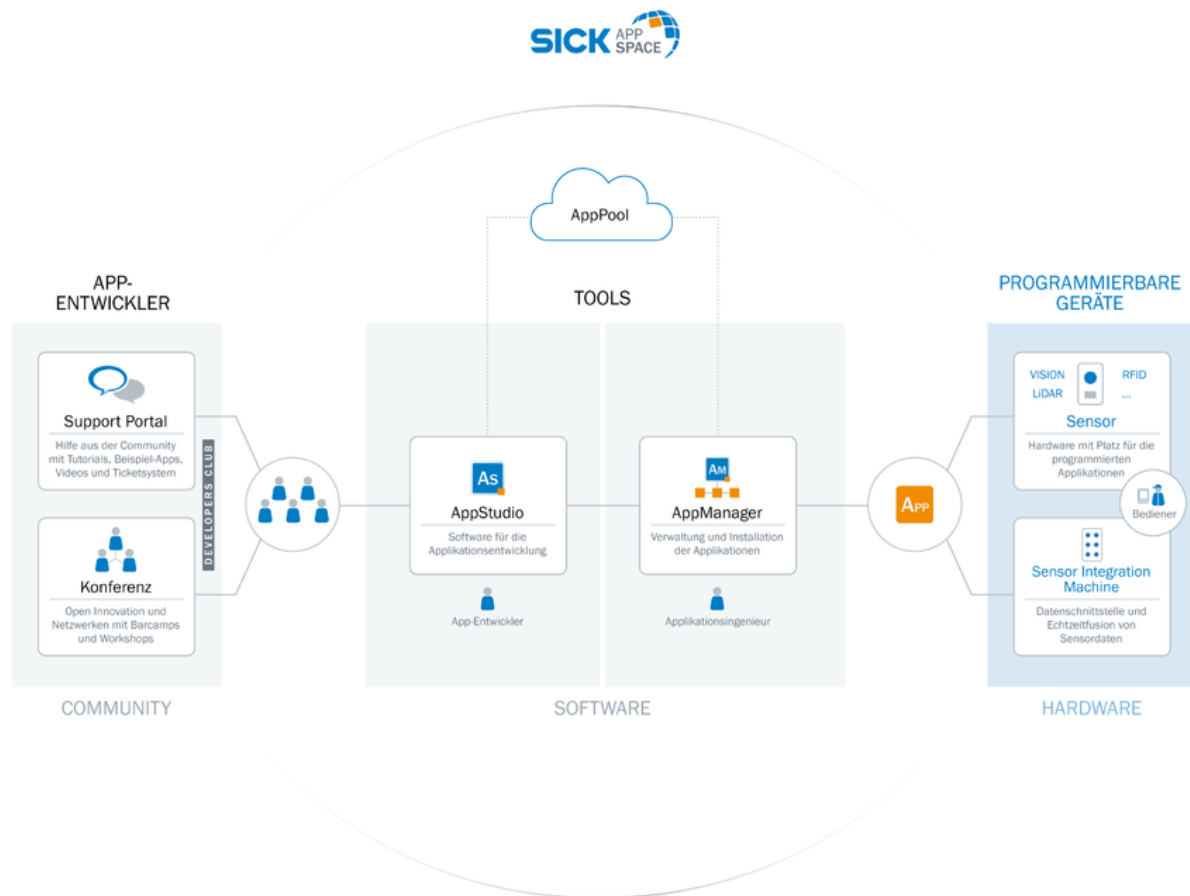 SICK APP SPACE
AppPool
APP-
ENTWICKLER
TOOLS
PROGRAMMIERBARE
GERÄTE
Support Portal
Hilfe aus der Community
mit Tutorials, Beispiel-Apps,
Videos und Ticketsystem
Konferenz
Open Innovation und
Netzwerken mit Barcamps
und Workshops
DEVELOPERS CLUB
COMMUNITY
As
AppStudio
Software für die
Applikationsentwicklung
App-Entwickler
AM
AppManager
Verwaltung und Installation
der Applikationen
Applikationsingenieur
SOFTWARE
APP
VISION
RFID
LiDAR
...
Sensor
Hardware mit Platz für die
programmierten
Applikationen
Bediener
Sensor Integration
Machine
Datenschnittstelle und
Echtzeitfusion von
Sensordaten
HARDWARE